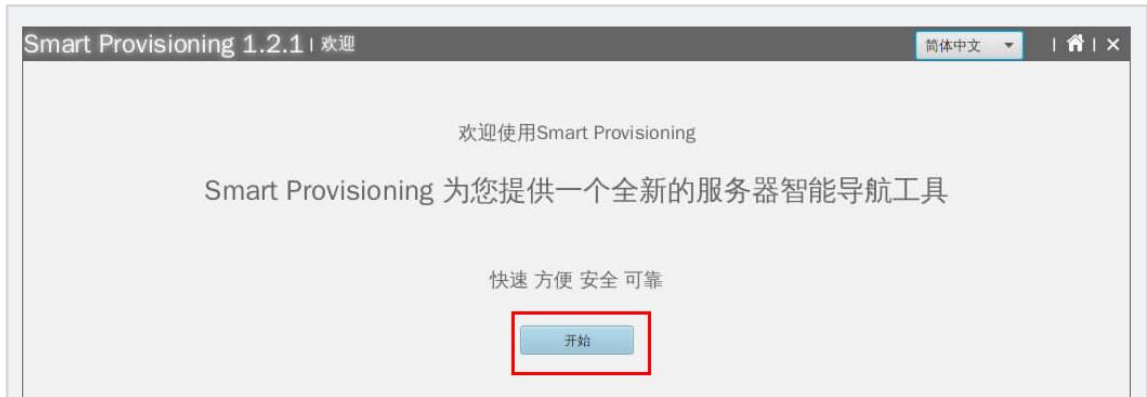 Smart Provisioning 1.2.1 | 欢迎
简体中文
欢迎使用Smart Provisioning
Smart Provisioning 为您提供一个全新的服务器智能导航工具
快速 方便 安全 可靠
开始